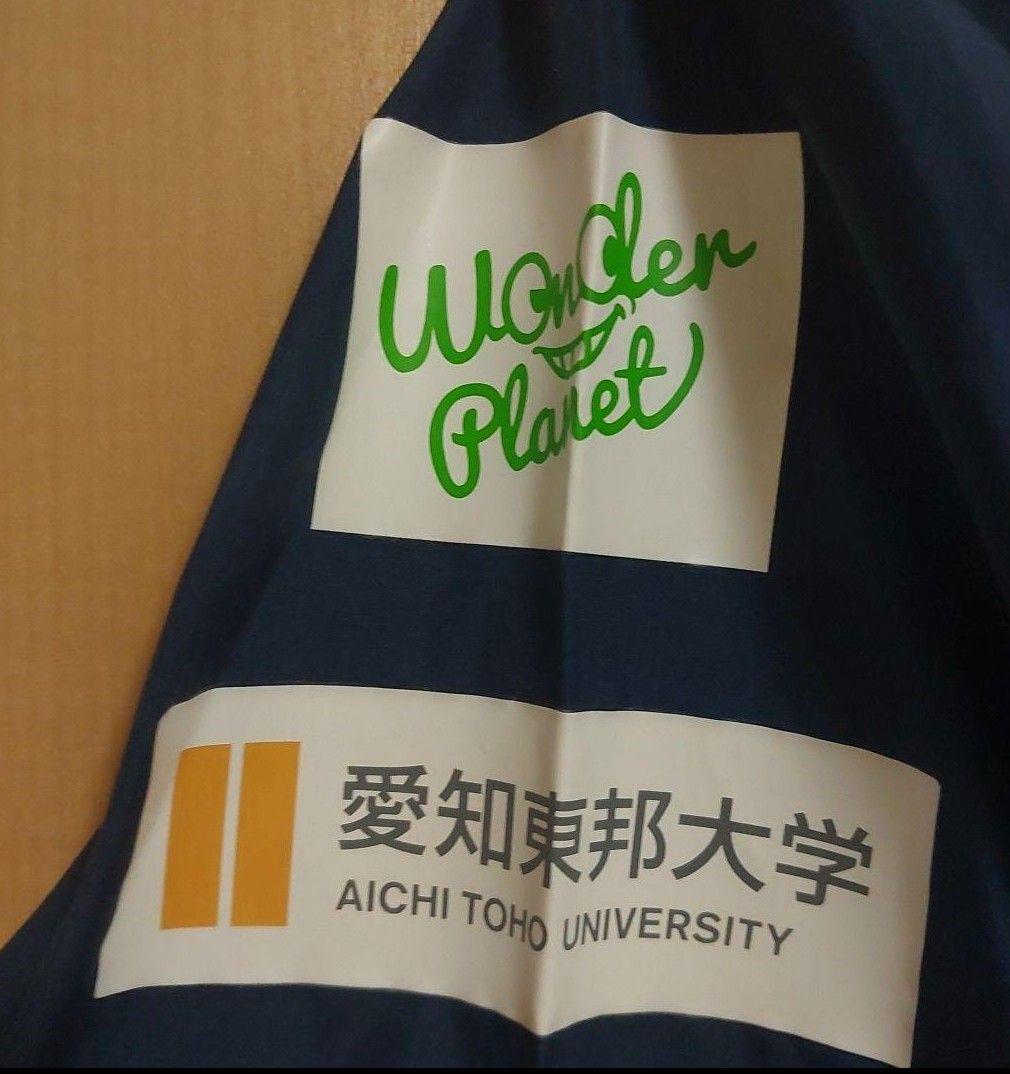 Wonder
Planet
愛知東邦大学
AICHI TOHO UNIVERSITY